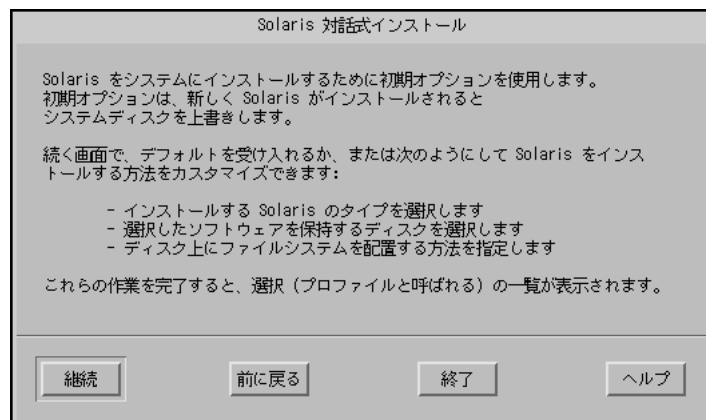 Solaris 対話式インストール
Solaris をシステムにインストールするために初期オプションを使用します。
初期オプションは、新しく Solaris がインストールされると
システムディスクを上書きします。
続く画面で、デフォルトを受け入れるか、または次のようにして Solaris をインス
トールする方法をカスタマイズできます:
- インストールする Solaris のタイプを選択します
- 選択したソフトウェアを保持するディスクを選択します
- ディスク上にファイルシステムを配置する方法を指定します
これらの作業を完了すると、選択（プロファイルと呼ばれる）の一覧が表示されます。
継続 前に戻る 終了 ヘルプ